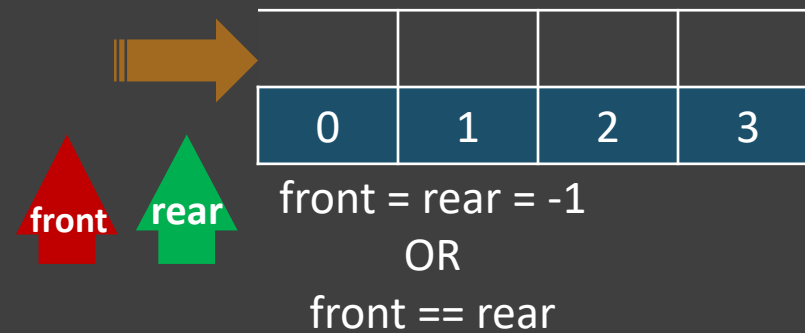 0 1 2 3
front rear
front = rear = -1
OR
front == rear